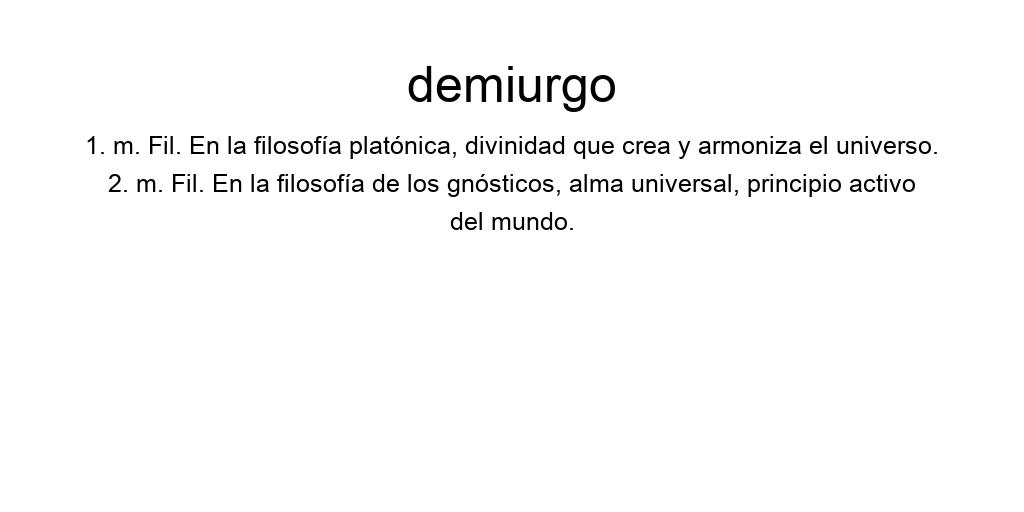 demiurgo
1. m. Fil. En la filosofía platónica, divinidad que crea y armoniza el universo.
2. m. Fil. En la filosofía de los gnósticos, alma universal, principio activo
del mundo.